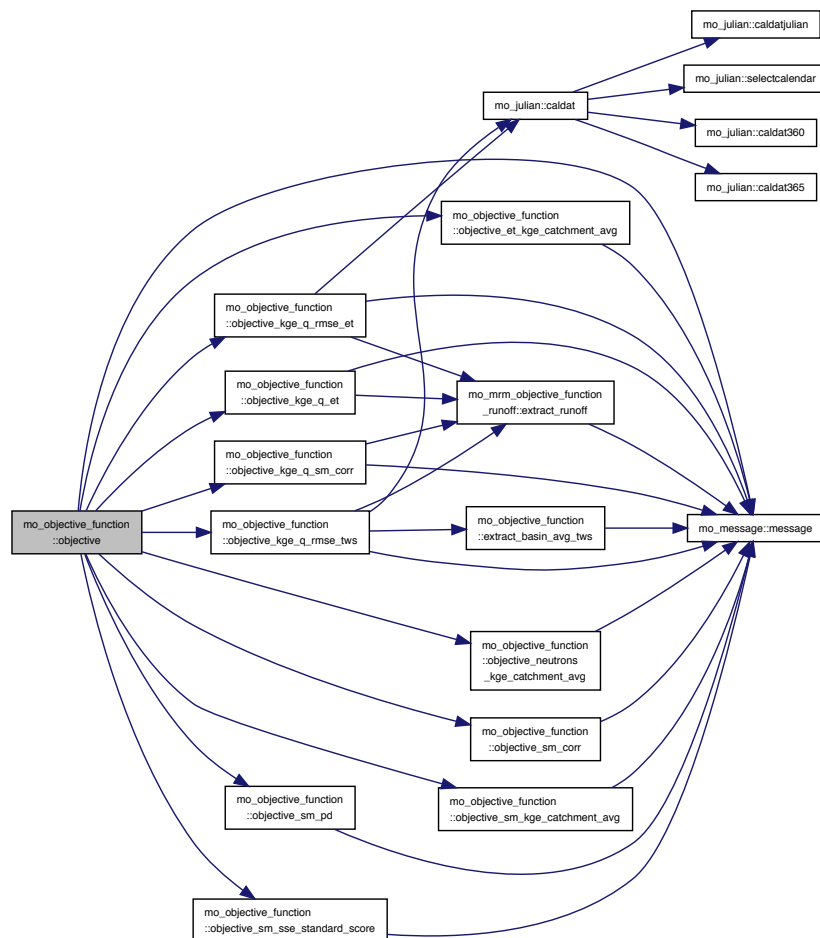 mo_julian::caldatjulian
mo_julian::selectcalendar
mo_julian::caldat
mo_julian::caldat360
mo_julian::caldat365
mo_objective_function
::objective_et_kge_catchment_avg
mo_objective_function
::objective_kge_q_rmse_et
mo_objective_function
::objective_kge_q_et
mo_mrm_objective_function
_runoff::extract_runoff
mo_objective_function
::objective_kge_q_sm_corr
mo_objective_function
::objective
mo_objective_function
::objective_kge_q_rmse_tws
mo_objective_function
::extract_basin_avg_tws
mo_message::message
mo_objective_function
::objective_neutrons
_kge_catchment_avg
mo_objective_function
::objective_sm_corr
mo_objective_function
::objective_sm_pd
mo_objective_function
::objective_sm_kge_catchment_avg
mo_objective_function
::objective_sm_sse_standard_score